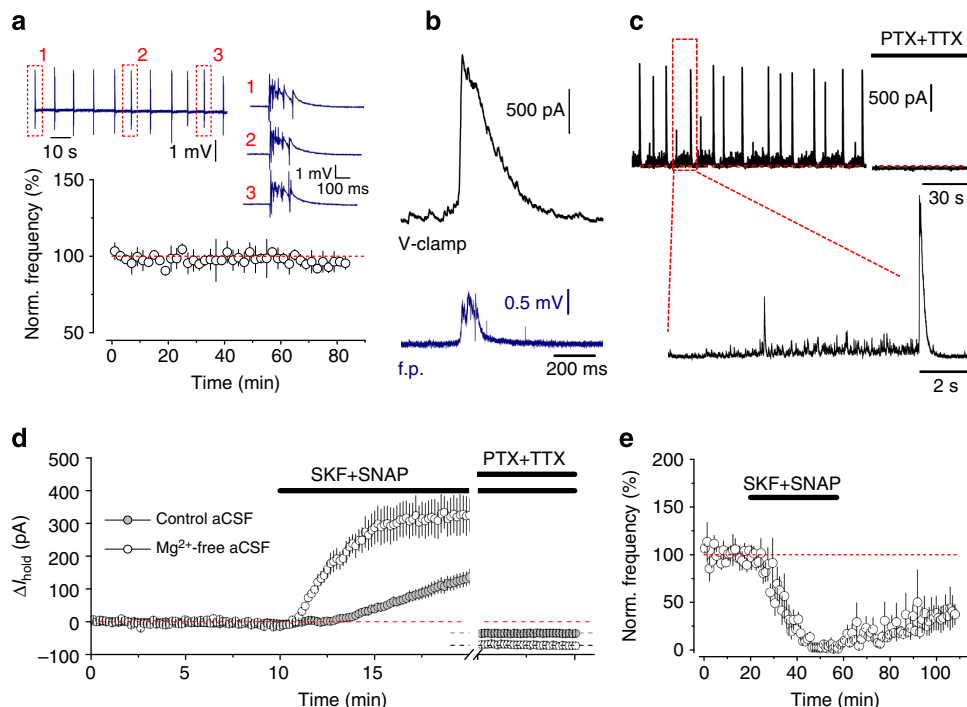 a
1
2
3
10 s
1 mV
1
2
3
1 mV
100 ms
Norm. frequency (%)
150
100
50
0
20
40
60
80
Time (min)
b
500 pA
V-clamp
0.5 mV
f.p.
200 ms
c
PTX+TTX
500 pA
30 s
2 s
d
SKF+SNAP
PTX+TTX
Control aCSF
Mg²⁺-free aCSF
ΔI_hold (pA)
500
400
300
200
100
0
−100
0
5
10
15
Time (min)
e
SKF+SNAP
Norm. frequency (%)
200
150
100
50
0
0
20
40
60
80
100
Time (min)